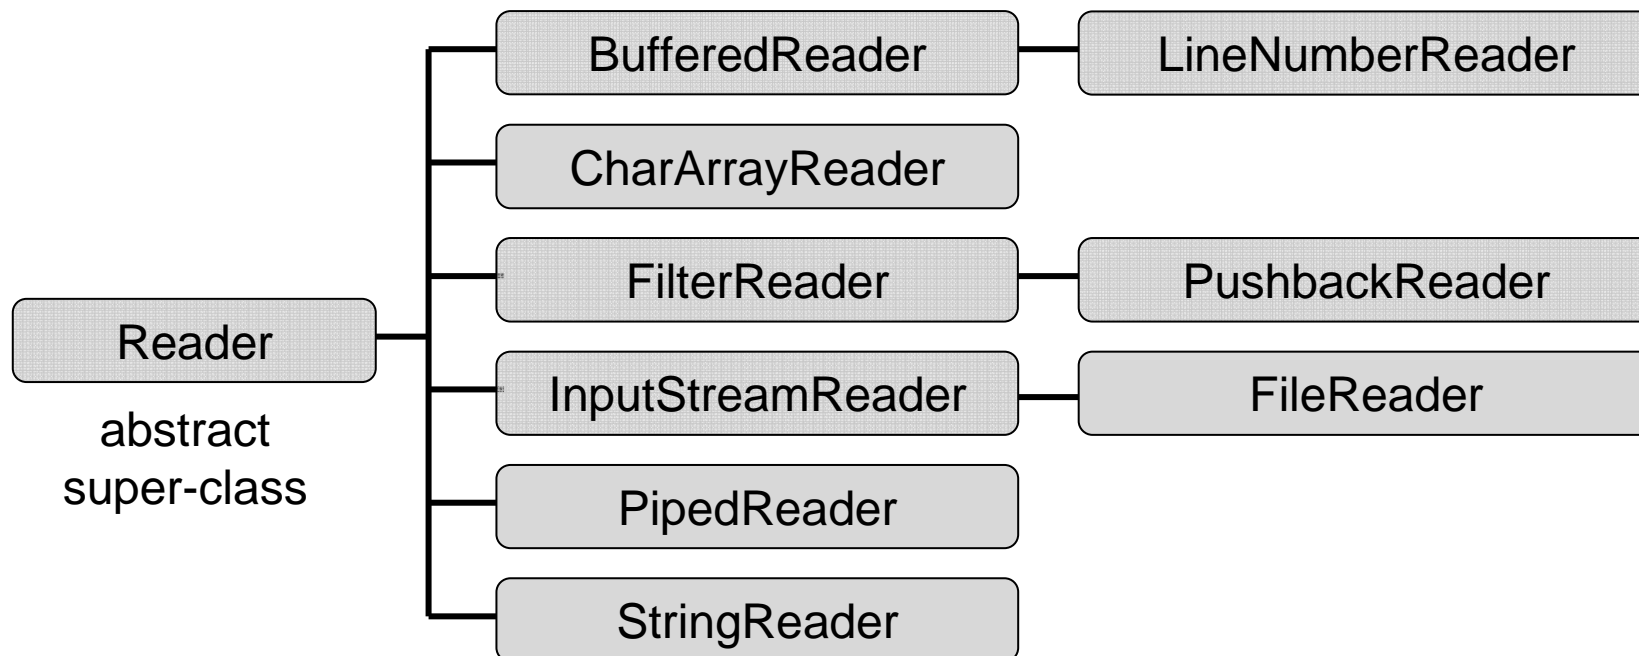 BufferedReader
LineNumberReader
CharArrayReader
FilterReader
PushbackReader
Reader
InputStreamReader
FileReader
abstract
super-class
PipedReader
StringReader